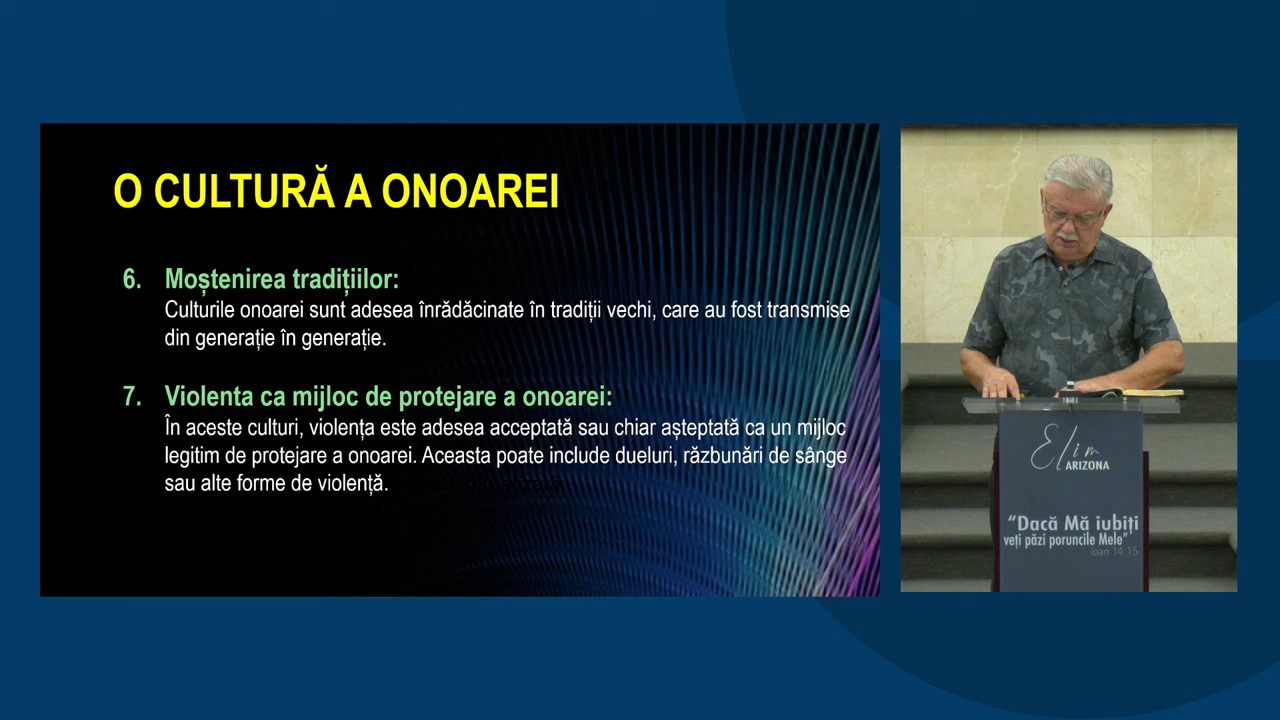 O CULTURĂ A ONOAREI
6. Moștenirea tradițiilor:
Culturile onoarei sunt adesea înrădăcinate în tradiții vechi, care au fost transmise
din generație în generație.
7. Violenta ca mijloc de protejare a onoarei:
În aceste culturi, violența este adesea acceptată sau chiar așteptată ca un mijloc
legitim de protejare a onoarei. Aceasta poate include dueluri, răzbunări de sânge
sau alte forme de violență.
Elim
ARIZONA
“Dacă Mă iubiți
veți păzi poruncile Mele”
Ioan 14:15